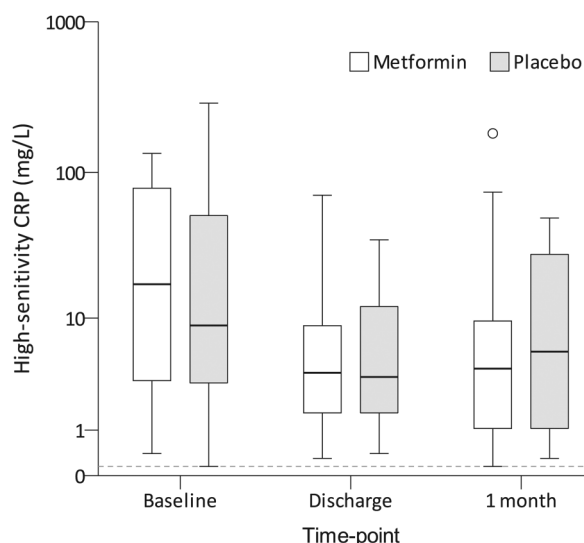 1000
Metformin
Placebo
100
High-senitivity CRP (mg/L)
10
1
0
Baseline
Discharge
1 month
Time-point